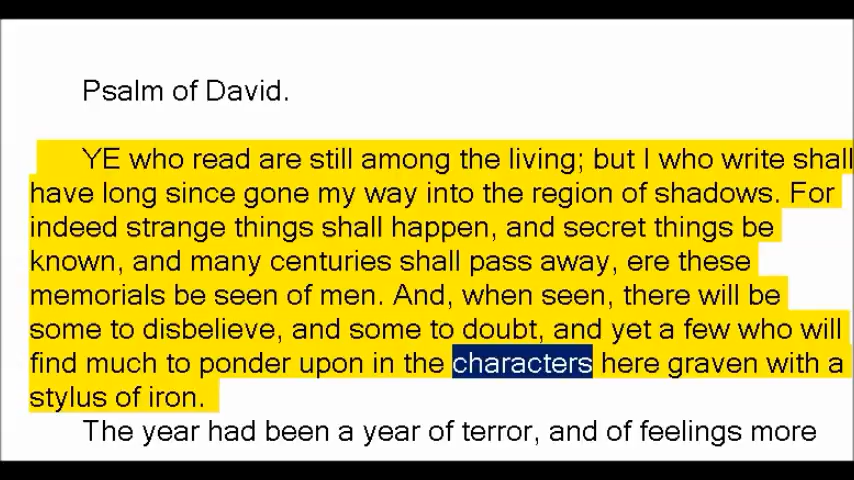 Psalm of David.
YE who read are still among the living; but I who write shall
have long since gone my way into the region of shadows. For
indeed strange things shall happen, and secret things be
known, and many centuries shall pass away, ere these
memorials be seen of men. And, when seen, there will be
some to disbelieve, and some to doubt, and yet a few who will
find much to ponder upon in the characters here graven with a
stylus of iron.
The year had been a year of terror, and of feelings more